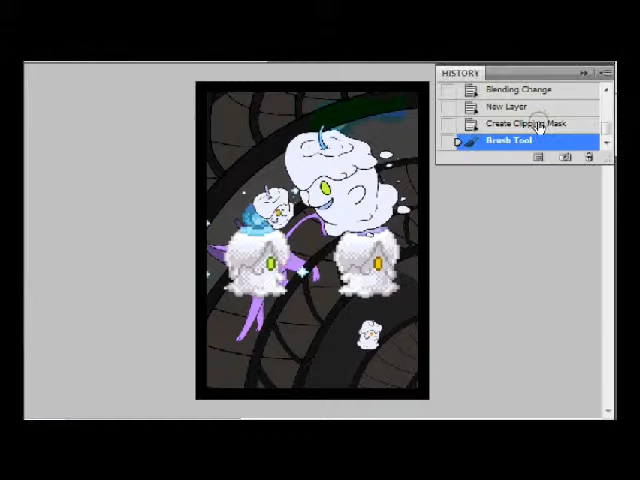 HISTORY
Blending Change
New Layer
Create Clipping Mask
Brush Tool